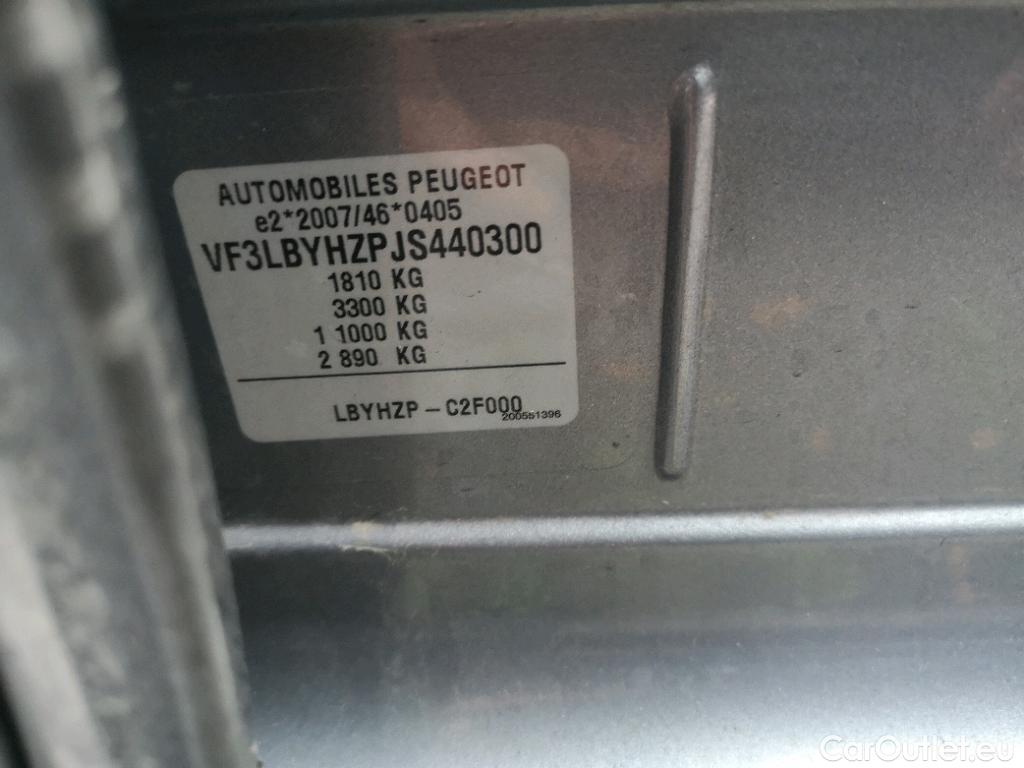 AUTOMOBILES PEUGEOT
e2*2007/46*0405
VF3LBYHZPJS440300
1810 KG
3300 KG
1 1000 KG
2 890 KG
LBYHZP - C2F000
200551396
CarOutlet.eu